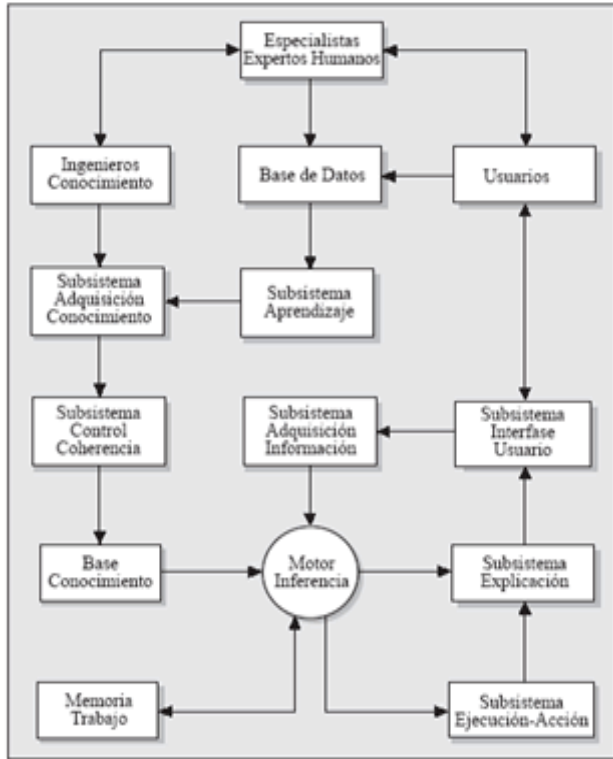 Especialistas
Expertos Humanos
Ingenieros
Conocimiento
Base de Datos
Usuarios
Subsistema
Adquisición
Conocimiento
Subsistema
Aprendizaje
Subsistema
Control
Coherencia
Subsistema
Adquisición
Información
Subsistema
Interfase
Usuario
Base
Conocimiento
Motor
Inferencia
Subsistema
Explicación
Memoria
Trabajo
Subsistema
Ejecución-Acción